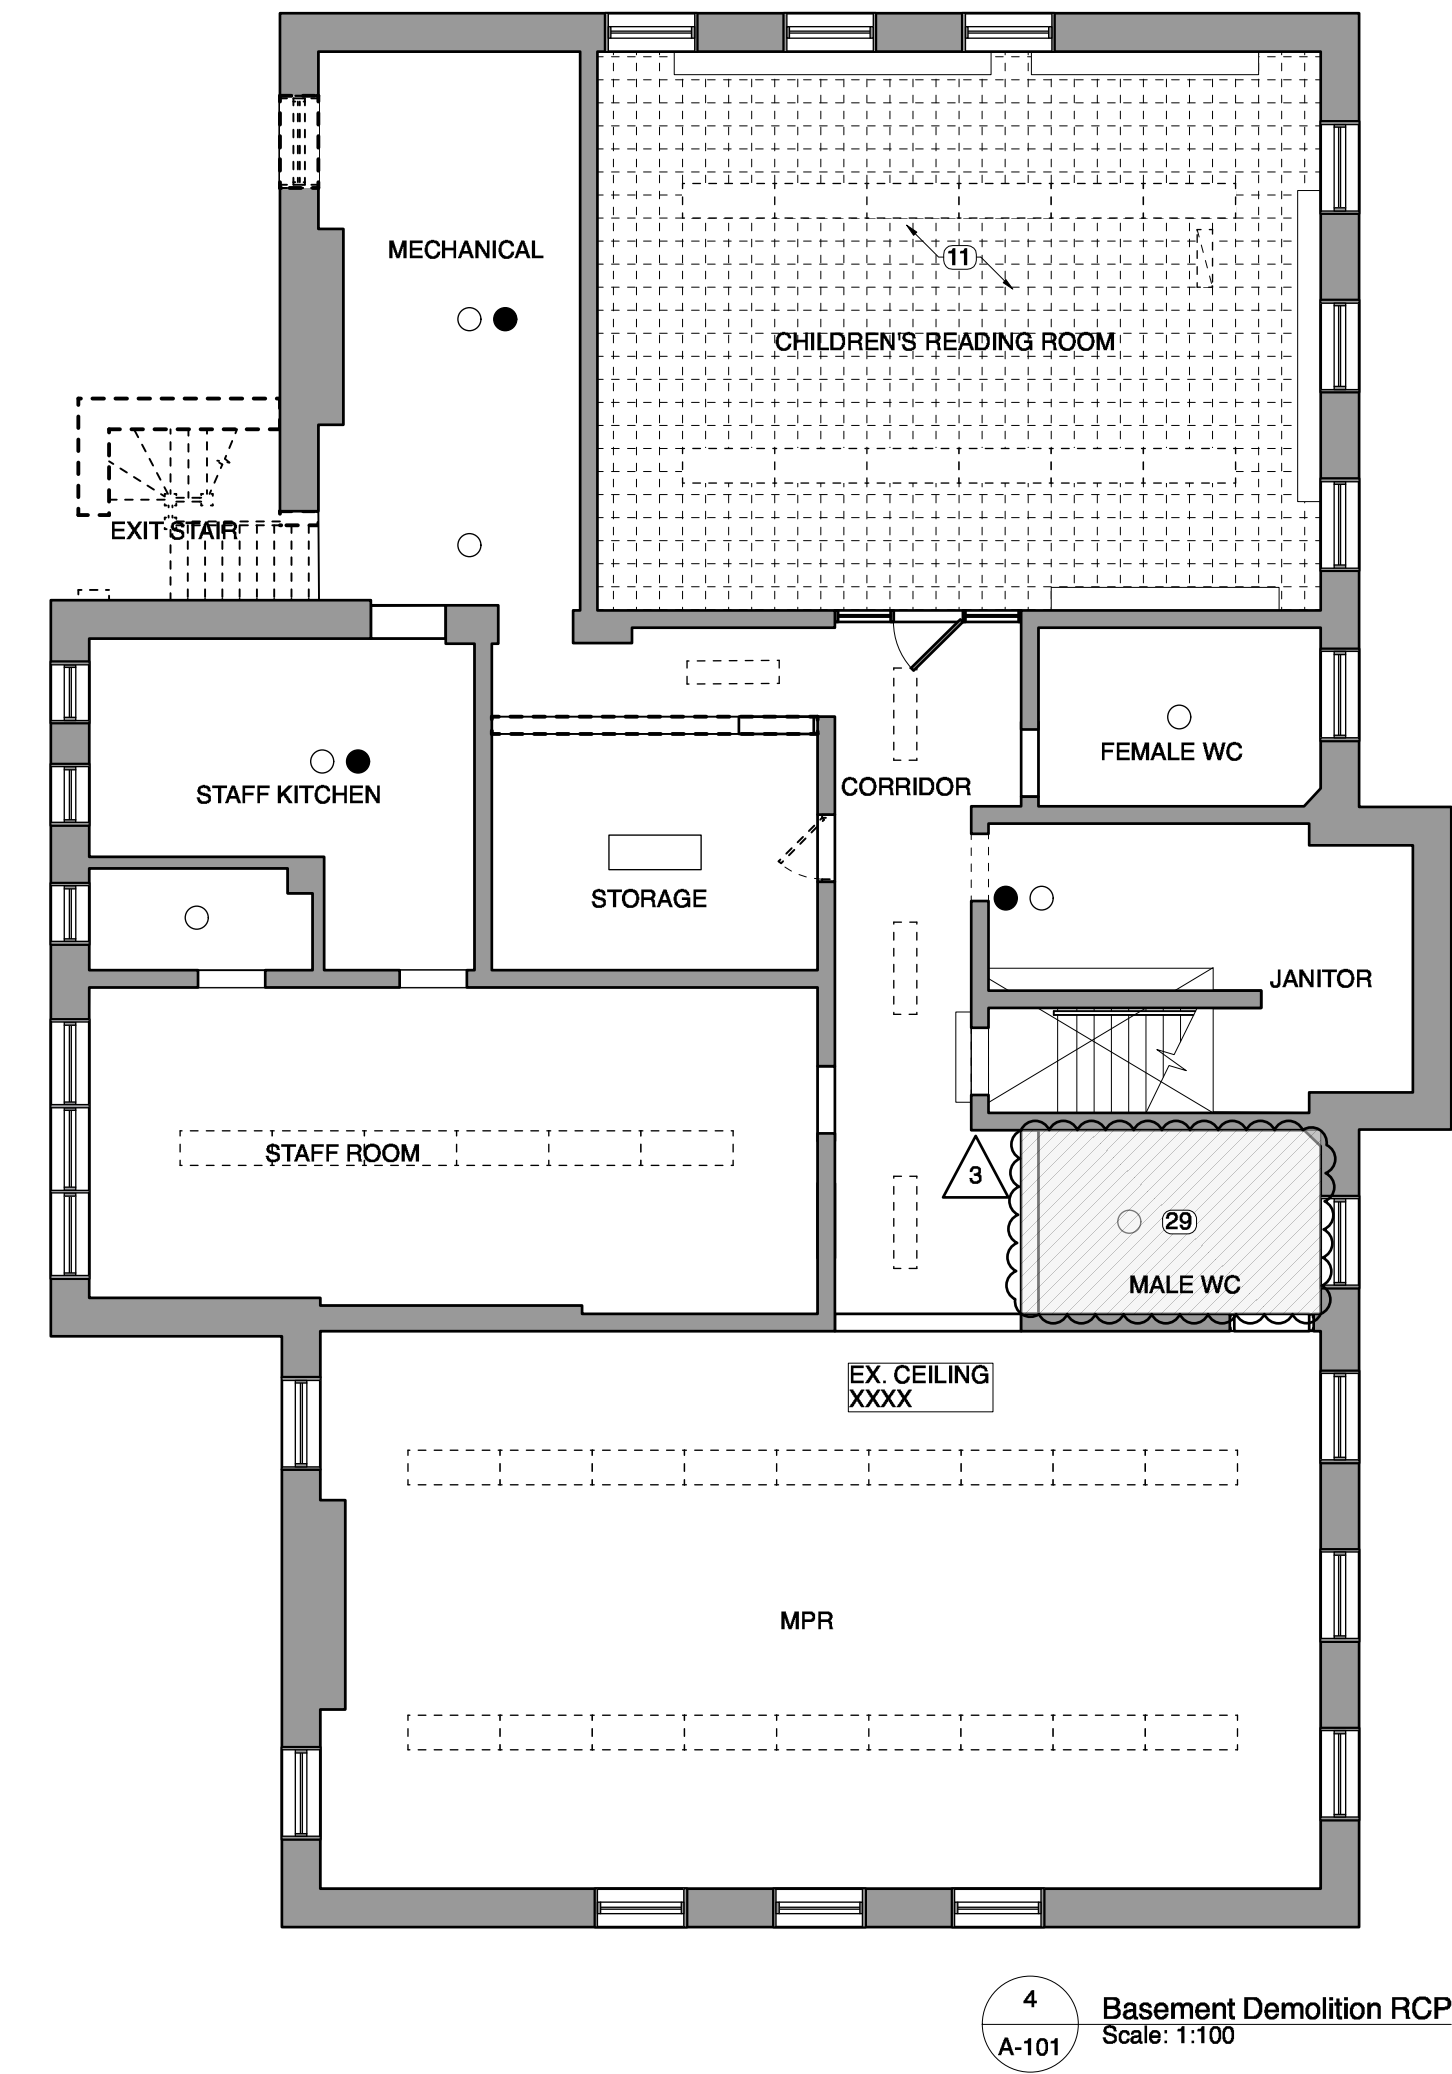 MECHANICAL
11
CHILDREN'S READING ROOM
EXIT STAIR
FEMALE WC
CORRIDOR
STAFF KITCHEN
STORAGE
JANITOR
STAFF ROOM
3
29
MALE WC
EX. CEILING
XXXX
MPR
4
A-101
Basement Demolition RCP
Scale: 1:100